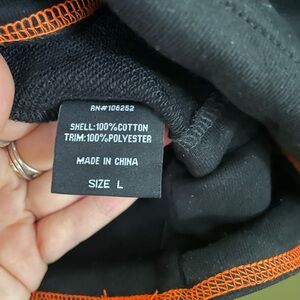 RN#106252
SHELL:100%COTTON
TRIM:100%POLYESTER
MADE IN CHINA
SIZE L